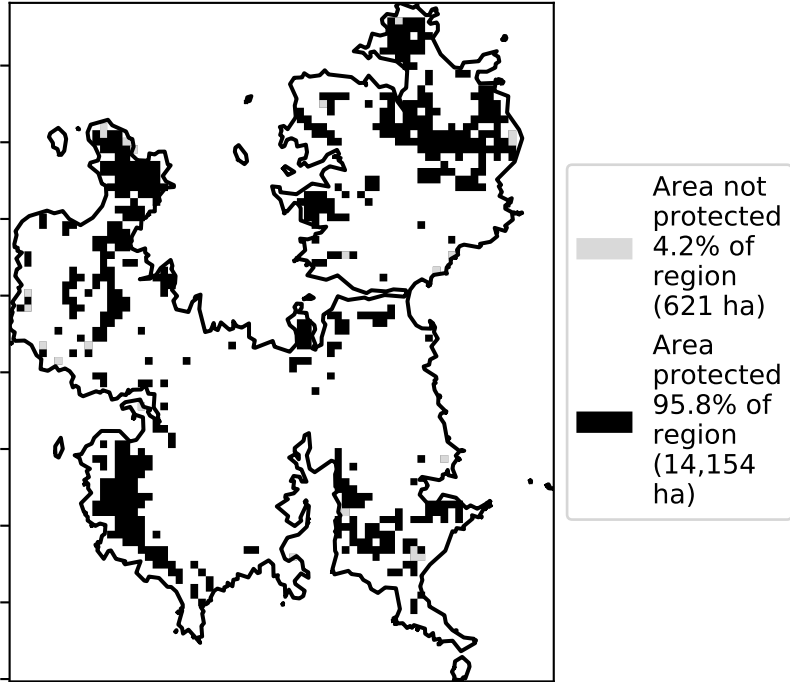 Area not
protected
4.2% of
region
(621 ha)
Area
protected
95.8% of
region
(14,154
ha)